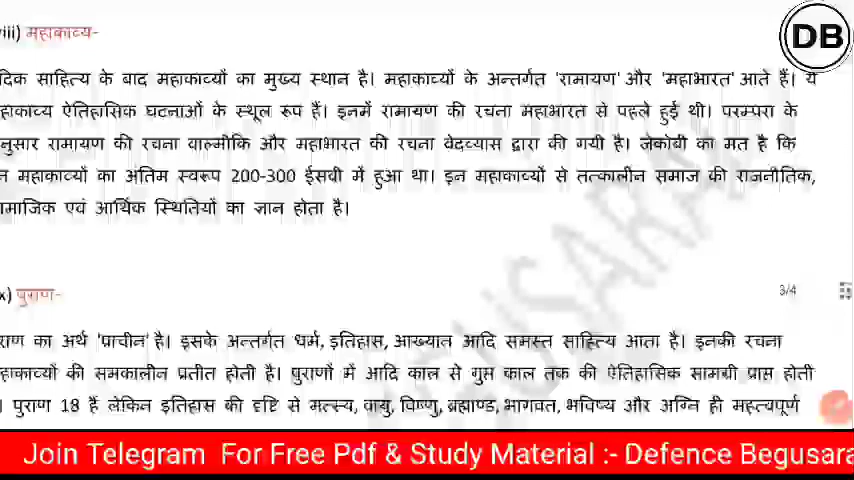 viii) महाकाव्य-
DB
दिक साहित्य के बाद महाकाव्यों का मुख्य स्थान है। महाकाव्यों के अन्तर्गत 'रामायण' और 'महाभारत' आते हैं। ये
हाकाव्य ऐतिहासिक घटनाओं के स्थूल रूप हैं। इनमें रामायण की रचना महाभारत से पहले हुई थी। परम्परा के
नुसार रामायण की रचना वाल्मीकि और महाभारत की रचना वेदव्यास द्वारा की गयी है। जेकोबी का मत है कि
न महाकाव्यों का अंतिम स्वरूप 200-300 ईसवी में हुआ था। इन महाकाव्यों से तत्कालीन समाज की राजनीतिक,
ामाजिक एवं आर्थिक स्थितियों का ज्ञान होता है।
x) पुराण-
3/4
राण का अर्थ 'प्राचीन' है। इसके अन्तर्गत धर्म, इतिहास, आख्यान आदि समस्त साहित्य आता है। इनकी रचना
हाकाव्यों की समकालीन प्रतीत होती है। पुराणों में आदि काल से गुप्त काल तक की ऐतिहासिक सामग्री प्राप्त होती
। पुराण 18 हैं लेकिन इतिहास की दृष्टि से मत्स्य, वायु, विष्णु, ब्रह्माण्ड, भागवत, भविष्य और अग्नि ही महत्वपूर्ण
Join Telegram For Free Pdf & Study Material :- Defence Begusara